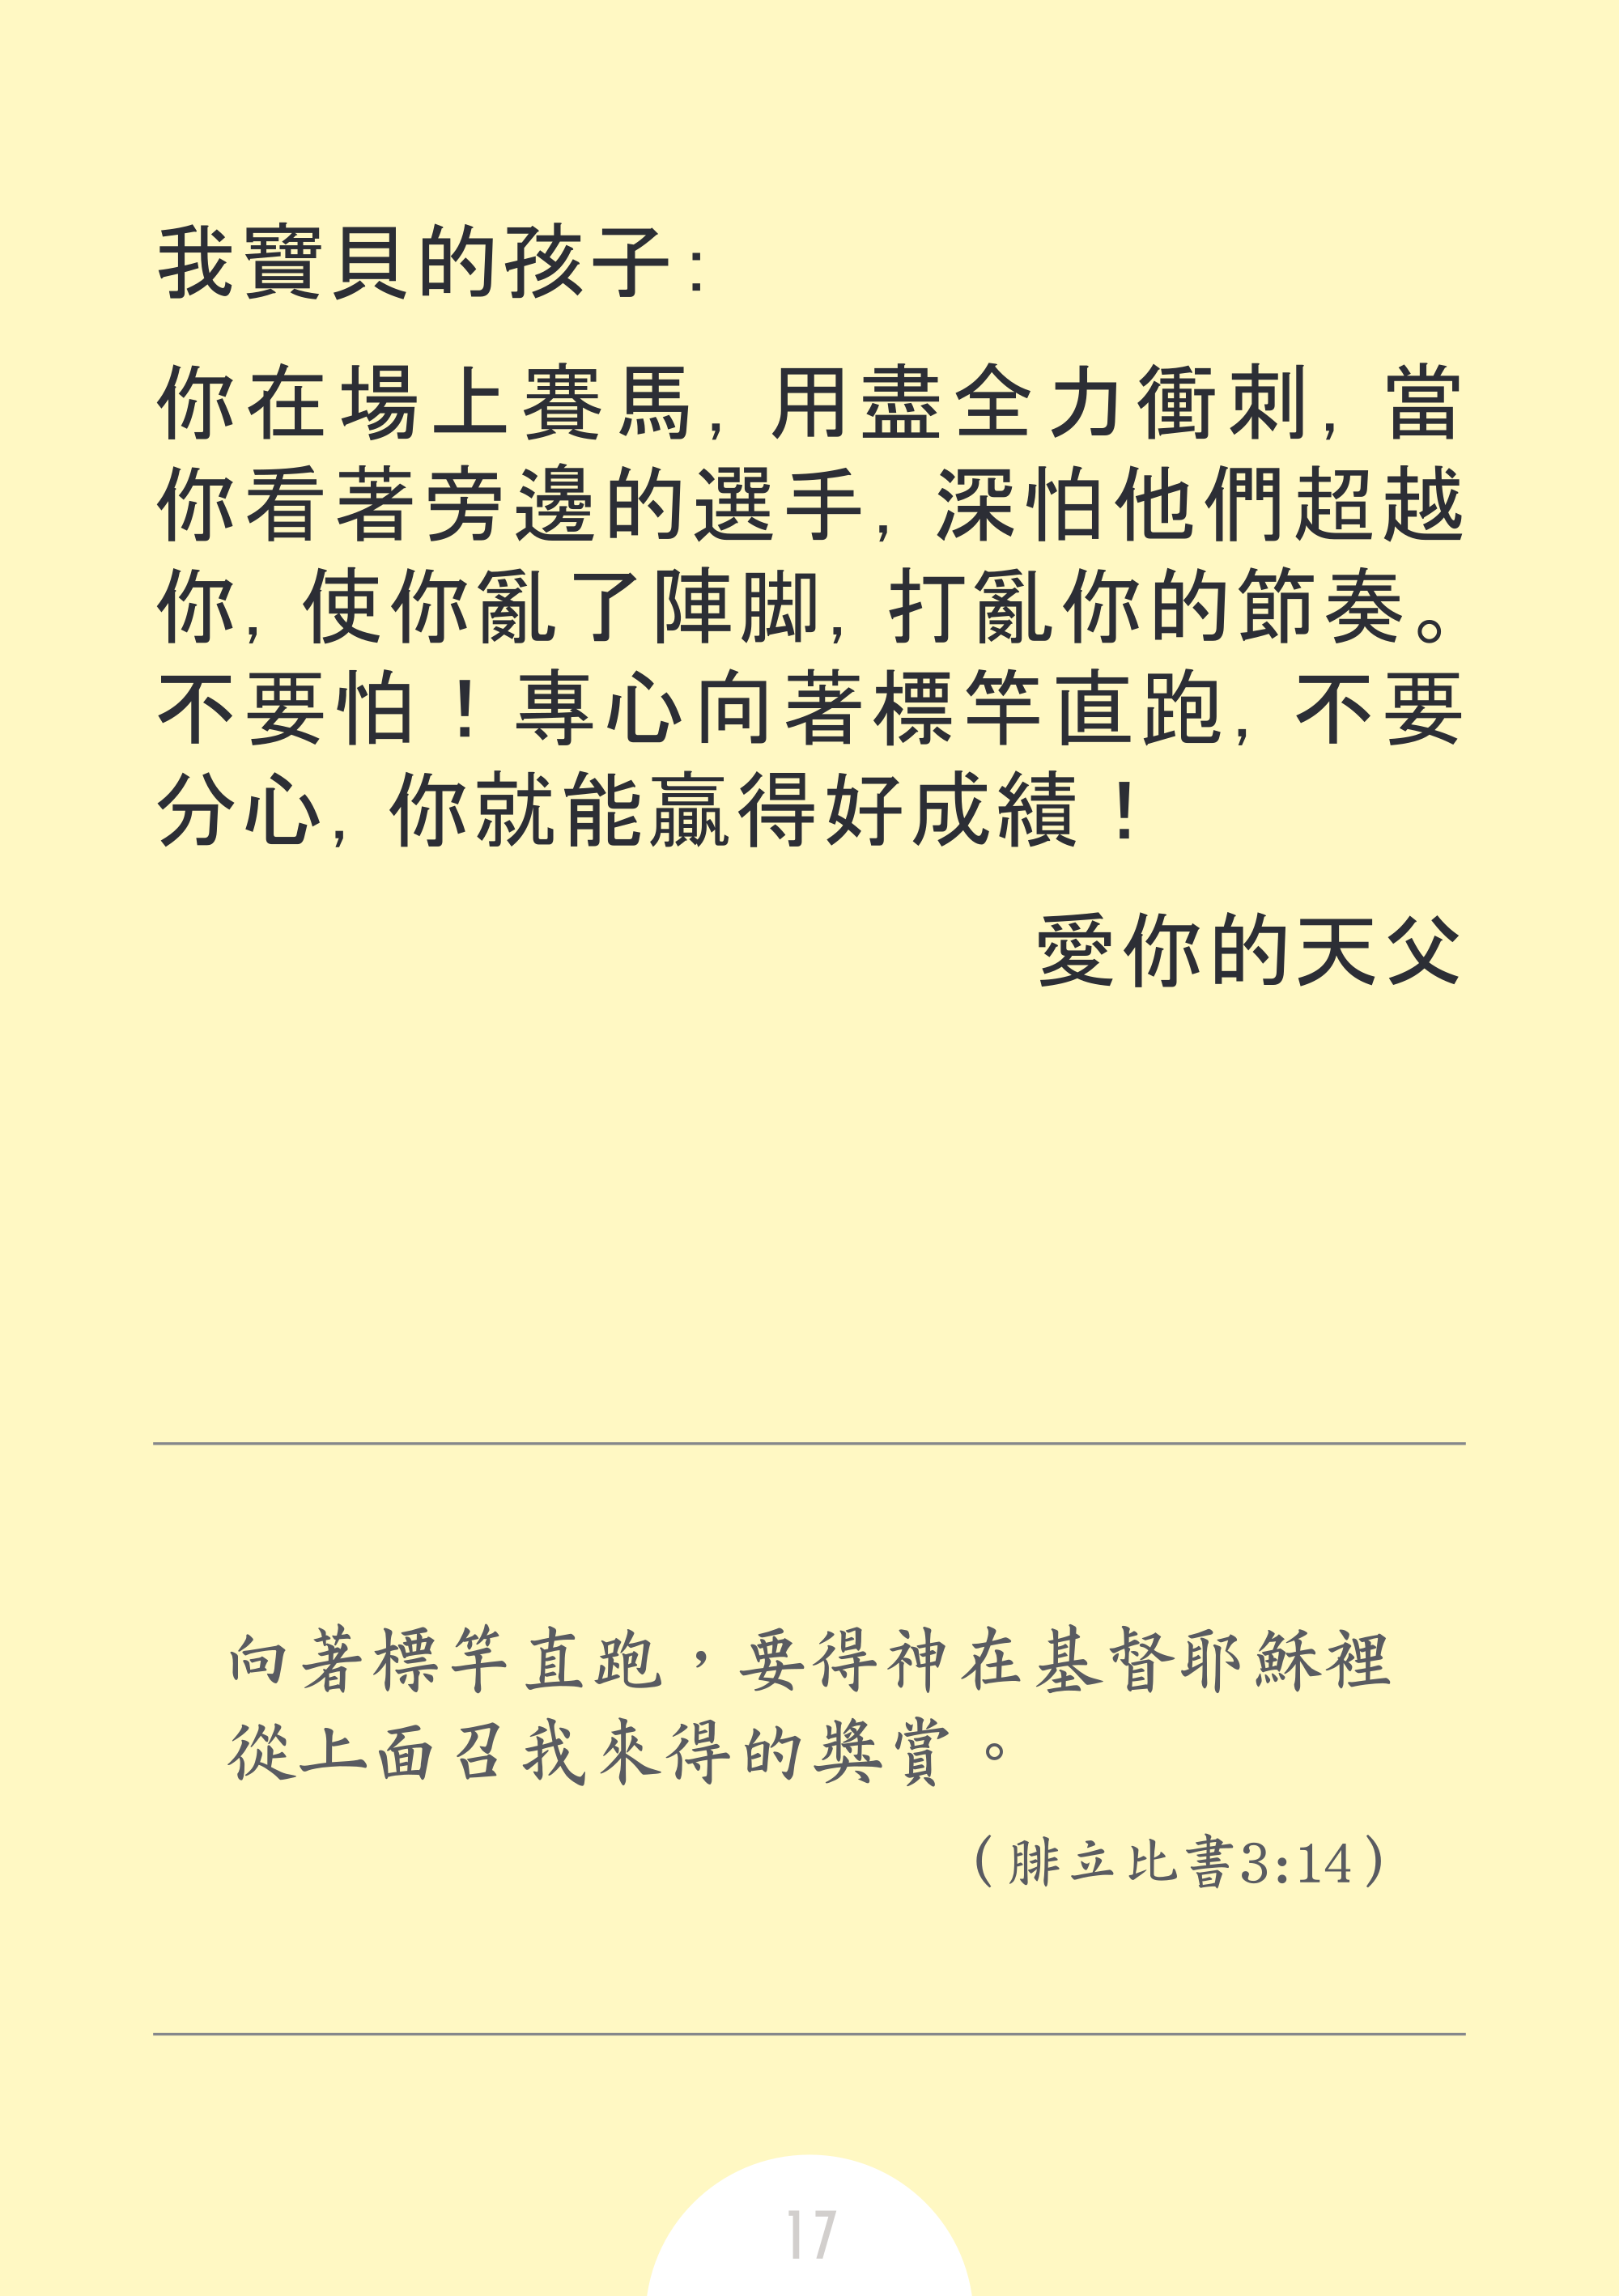 我寶貝的孩子：
你在場上賽馬，用盡全力衝刺，當
你看著旁邊的選手，深怕他們超越
你，使你亂了陣脚，打亂你的節奏。
不要怕！專心向著標竿直跑，不要
分心，你就能贏得好成績！
愛你的天父
向著標竿直跑，要得神在基督耶穌裡
從上面召我來得的獎賞。
（腓立比書3:14）
17